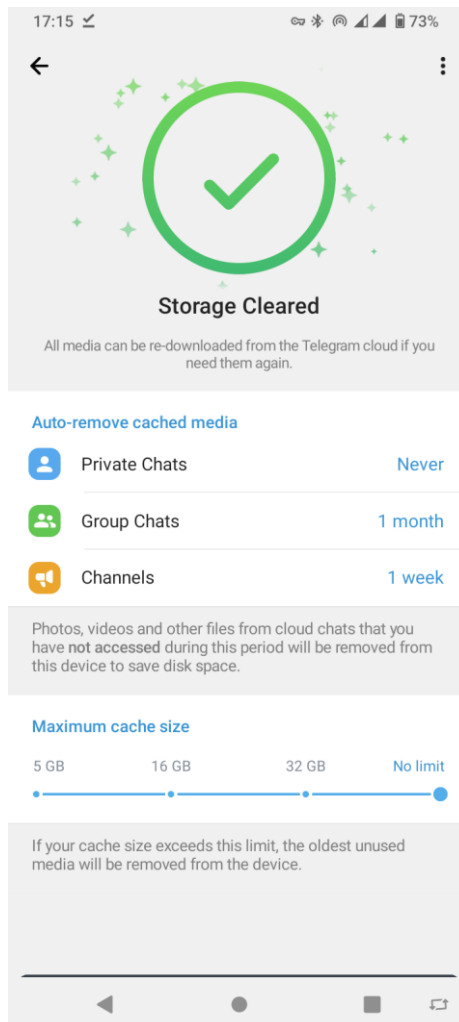 17:15
73%
Storage Cleared
All media can be re-downloaded from the Telegram cloud if you
need them again.
Auto-remove cached media
Private Chats Never
Group Chats 1 month
Channels 1 week
Photos, videos and other files from cloud chats that you
have not accessed during this period will be removed from
this device to save disk space.
Maximum cache size
5 GB 16 GB 32 GB No limit
If your cache size exceeds this limit, the oldest unused
media will be removed from the device.